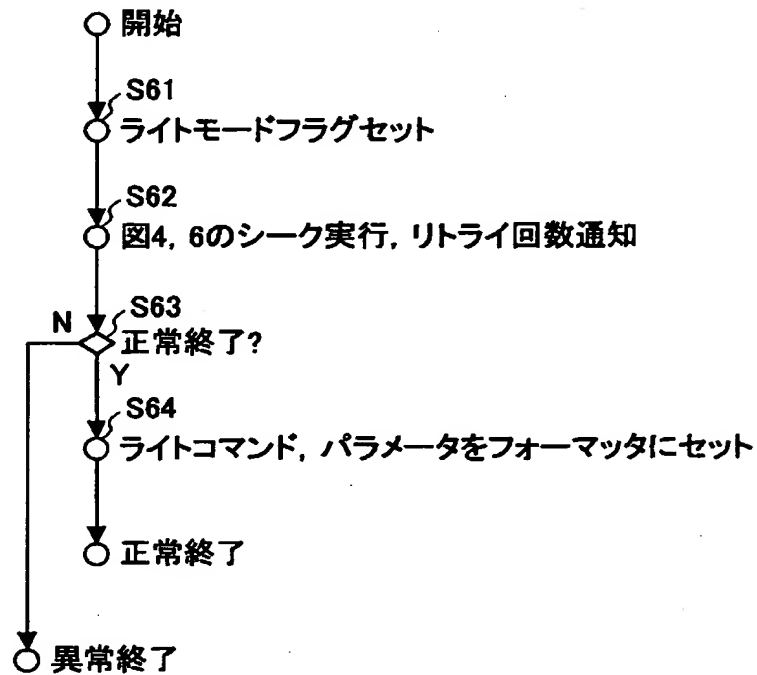 開始
S61
ライトモードフラグセット
S62
図4, 6のシーク実行, リトライ回数通知
S63
N
正常終了?
Y
S64
ライトコマンド, パラメータをフォーマッタにセット
正常終了
異常終了